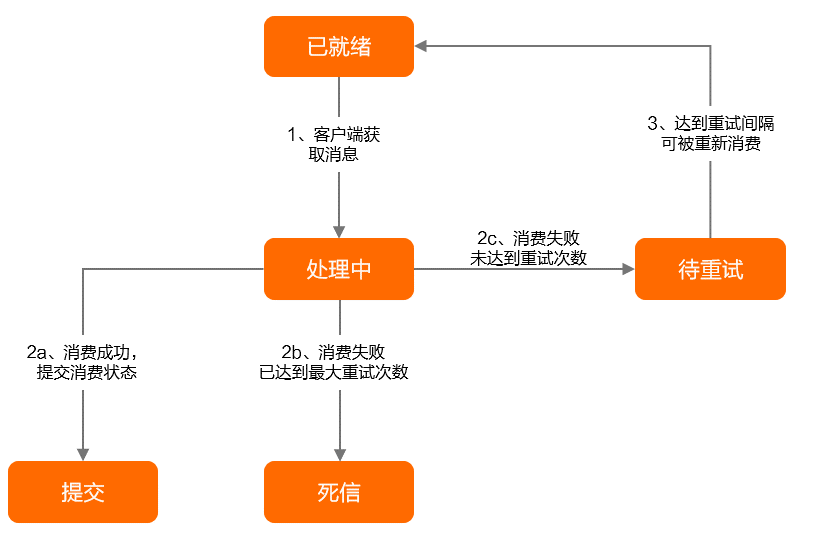 已就绪
1、客户端获
取消息
3、达到重试间隔
可被重新消费
处理中
2c、消费失败
未达到重试次数
待重试
2a、消费成功，
提交消费状态
2b、消费失败
已达到最大重试次数
提交
死信